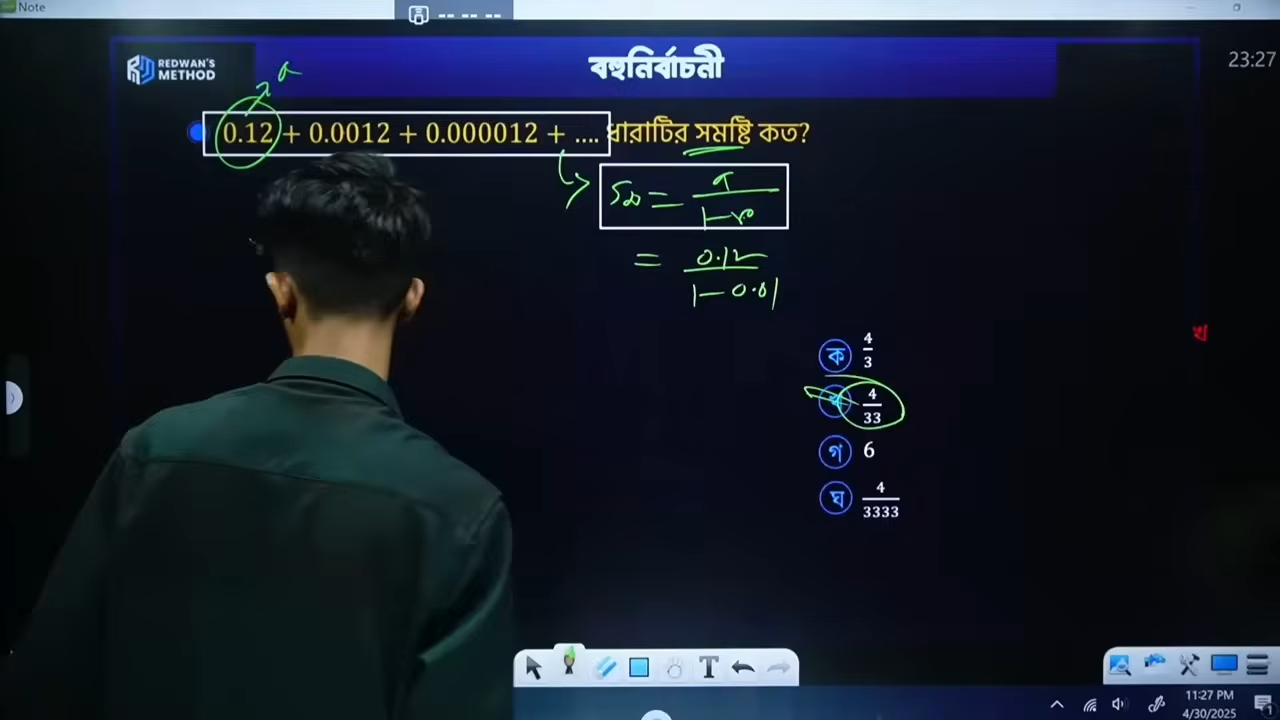 Note
REDWAN'S
METHOD
বহুনির্বাচনী
23:27
a
0.12 + 0.0012 + 0.000012 + .... ধারাটির সমষ্টি কত?
S∞ = a/1-r
= 0.12/1-0.01
ক 4/3
খ
খ 4/33
গ 6
ঘ 4/3333
T
11:27 PM
4/30/2025